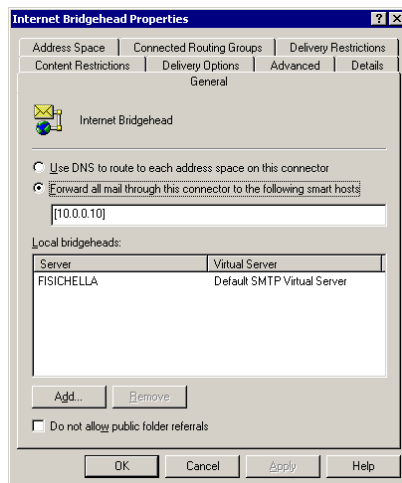 Internet Bridgehead Properties
Address Space Connected Routing Groups Delivery Restrictions
Content Restrictions Delivery Options Advanced Details
General
Internet Bridgehead
Use DNS to route to each address space on this connector
Forward all mail through this connector to the following smart hosts
[10.0.0.10]
Local bridgeheads:
Server Virtual Server
FISICHELLA Default SMTP Virtual Server
Add... Remove
Do not allow public folder referrals
OK Cancel Apply Help